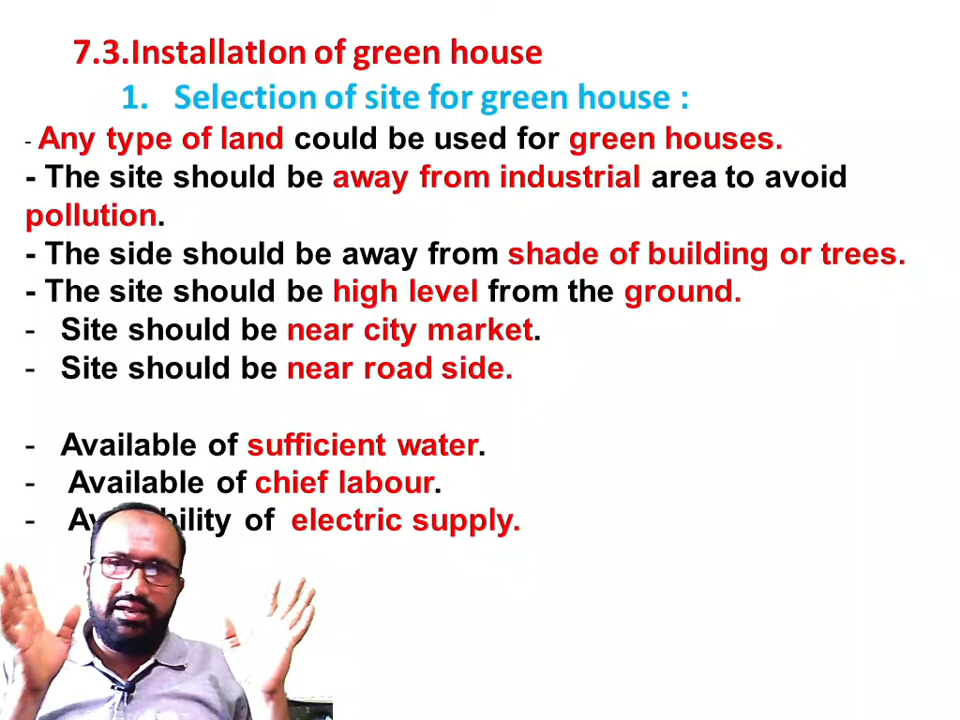 7.3.InstallatIon of green house
1. Selection of site for green house :
- Any type of land could be used for green houses.
- The site should be away from industrial area to avoid
pollution.
- The side should be away from shade of building or trees.
- The site should be high level from the ground.
- Site should be near city market.
- Site should be near road side.
- Available of sufficient water.
- Available of chief labour.
- of electric supply.